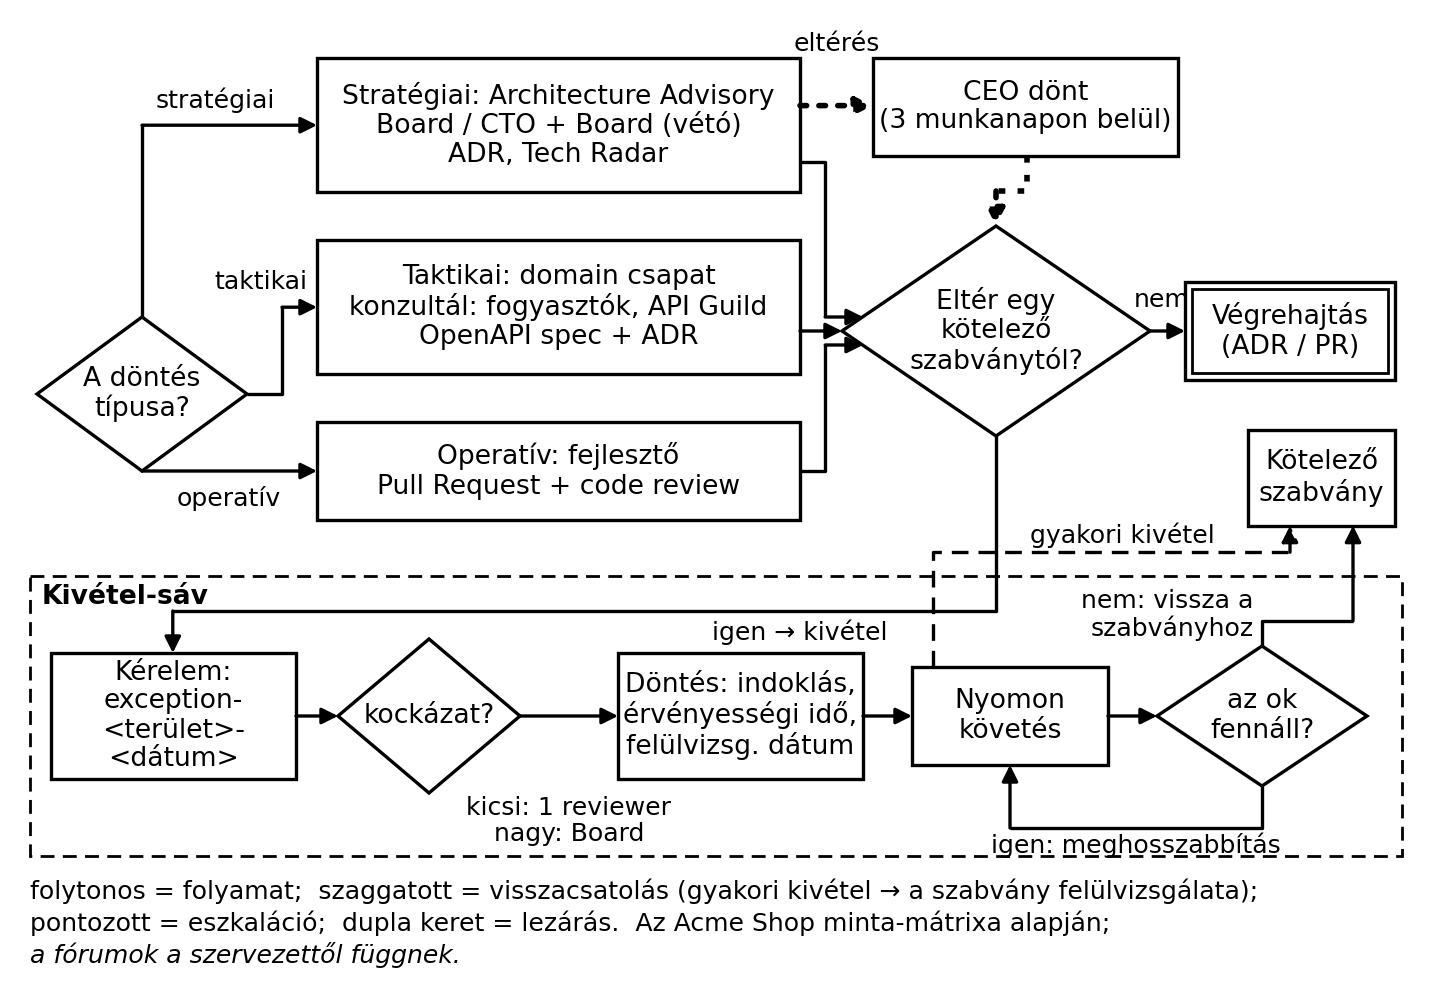 eltérés
stratégiai
Stratégiai: Architecture Advisory
Board / CTO + Board (vétó)
ADR, Tech Radar
CEO dönt
(3 munkanapon belül)
taktikai
Taktikai: domain csapat
konzultál: fogyasztók, API Guild
OpenAPI spec + ADR
Eltér egy
kötelező
szabványtól?
nem
Végrehajtás
(ADR / PR)
A döntés
típusa?
operatív
Operatív: fejlesztő
Pull Request + code review
Kötelező
szabvány
gyakori kivétel
Kivétel-sáv
igen → kivétel
nem: vissza a
szabványhoz
Kérelem:
exception-
<terület>-
<dátum>
kockázat?
kicsi: 1 reviewer
nagy: Board
Döntés: indoklás,
érvényességi idő,
felülvizsg. dátum
Nyomon
követés
az ok
fennáll?
igen: meghosszabbítás
folytonos = folyamat;  szaggatott = visszacsatolás (gyakori kivétel → a szabvány felülvizsgálata);
pontozott = eszkaláció;  dupla keret = lezárás.  Az Acme Shop minta-mátrixa alapján;
a fórumok a szervezettől függnek.